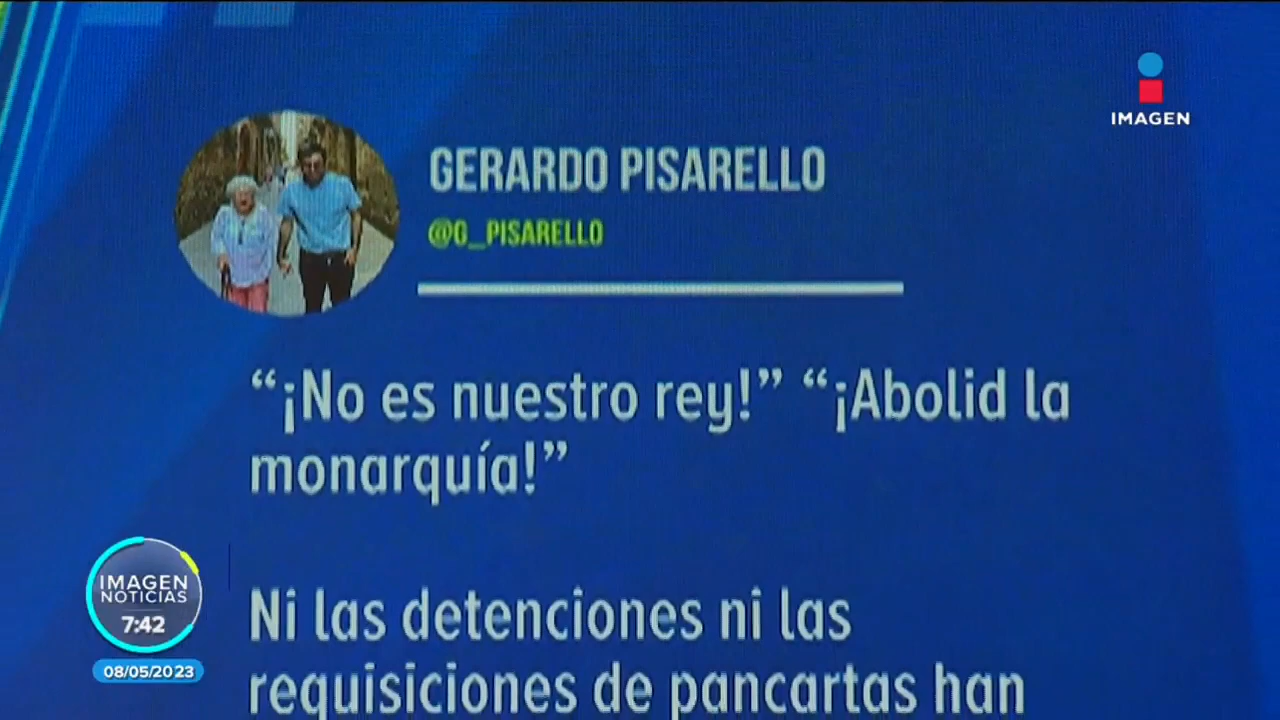 IMAGEN
GERARDO PISARELLO
@G_PISARELLO
“¡No es nuestro rey!” “¡Abolid la
monarquía!”
Ni las detenciones ni las
requisiciones de pancartas han
IMAGEN
NOTICIAS
7:42
08/05/2023